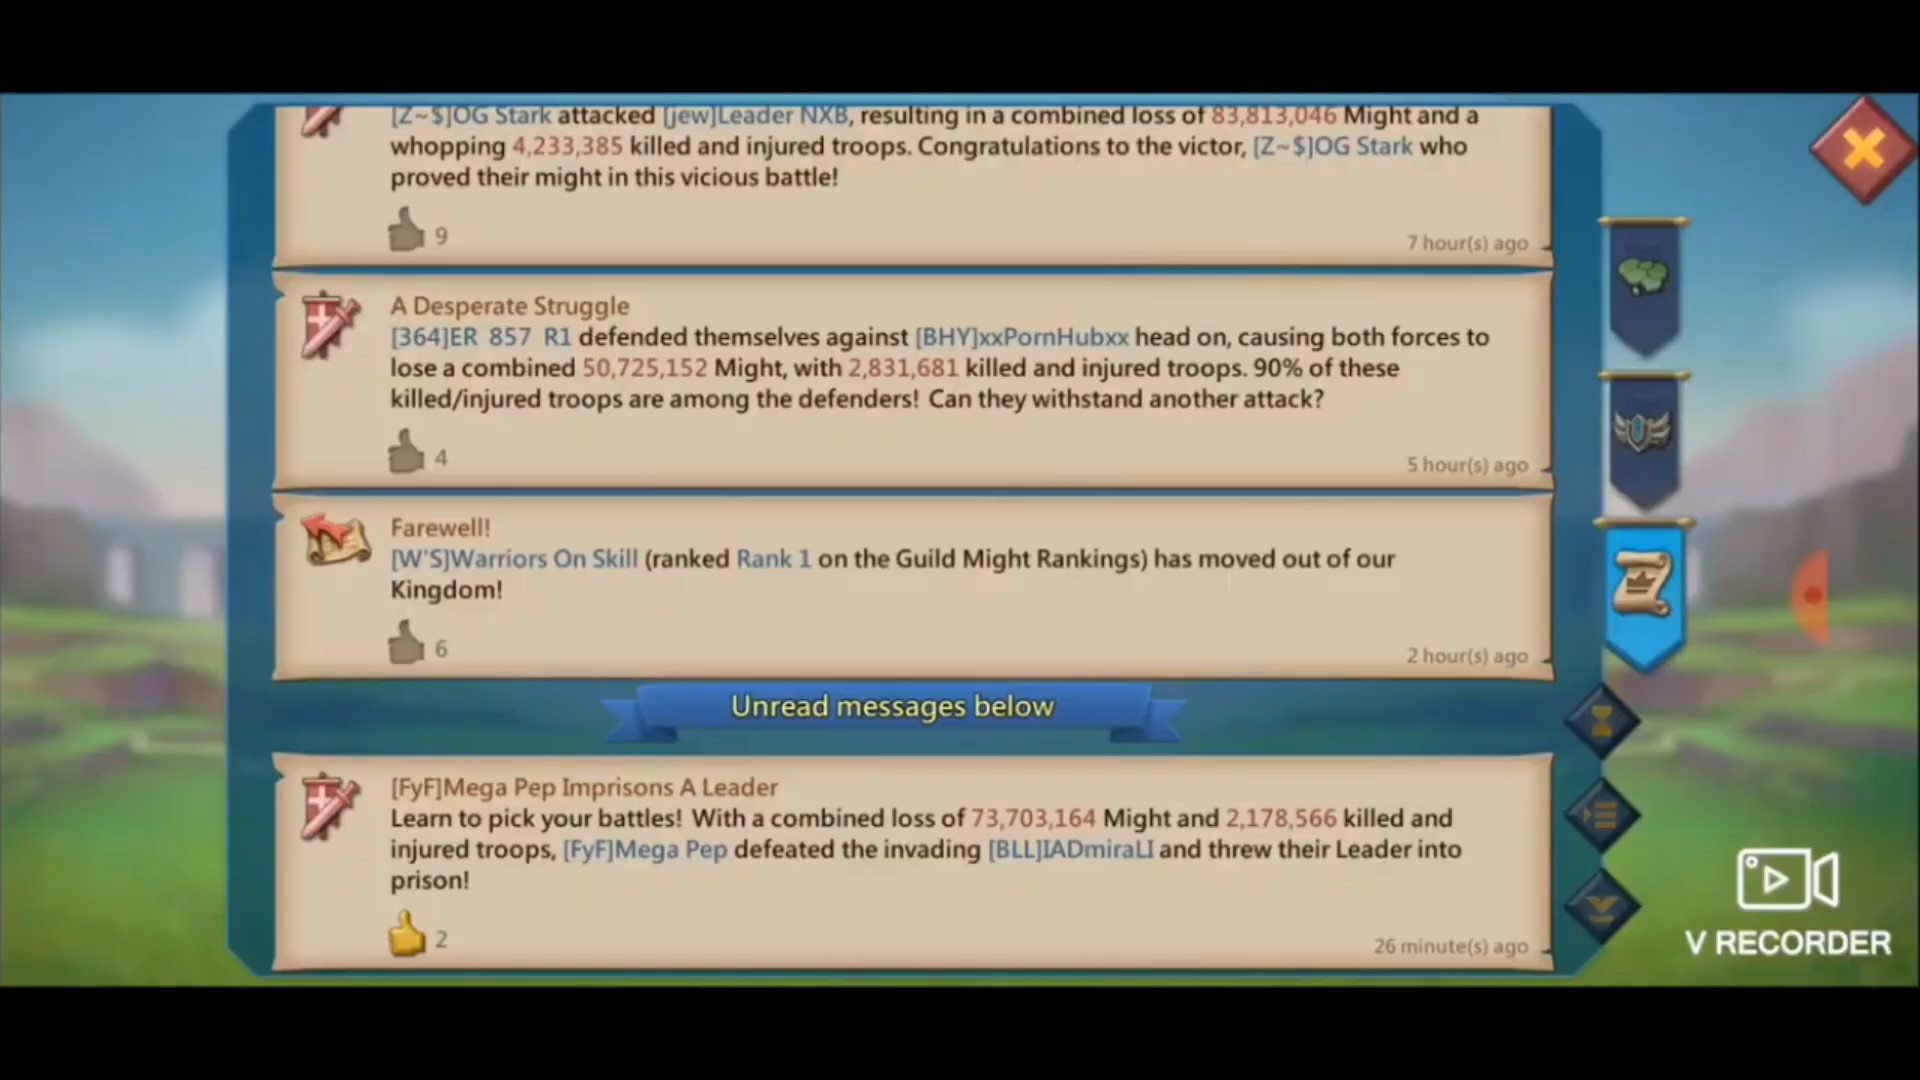 [Z~$]OG Stark attacked [jew]Leader NXB, resulting in a combined loss of 83,813,046 Might and a
whopping 4,233,385 killed and injured troops. Congratulations to the victor, [Z~$]OG Stark who
proved their might in this vicious battle!
9
7 hour(s) ago
A Desperate Struggle
[364]ER 857 R1 defended themselves against [BHY]xxPornHubxx head on, causing both forces to
lose a combined 50,725,152 Might, with 2,831,681 killed and injured troops. 90% of these
killed/injured troops are among the defenders! Can they withstand another attack?
4
5 hour(s) ago
Farewell!
[W'S]Warriors On Skill (ranked Rank 1 on the Guild Might Rankings) has moved out of our
Kingdom!
6
2 hour(s) ago
Unread messages below
[FyF]Mega Pep Imprisons A Leader
Learn to pick your battles! With a combined loss of 73,703,164 Might and 2,178,566 killed and
injured troops, [FyF]Mega Pep defeated the invading [BLL]IADmiraLI and threw their Leader into
prison!
2
26 minute(s) ago
V RECORDER